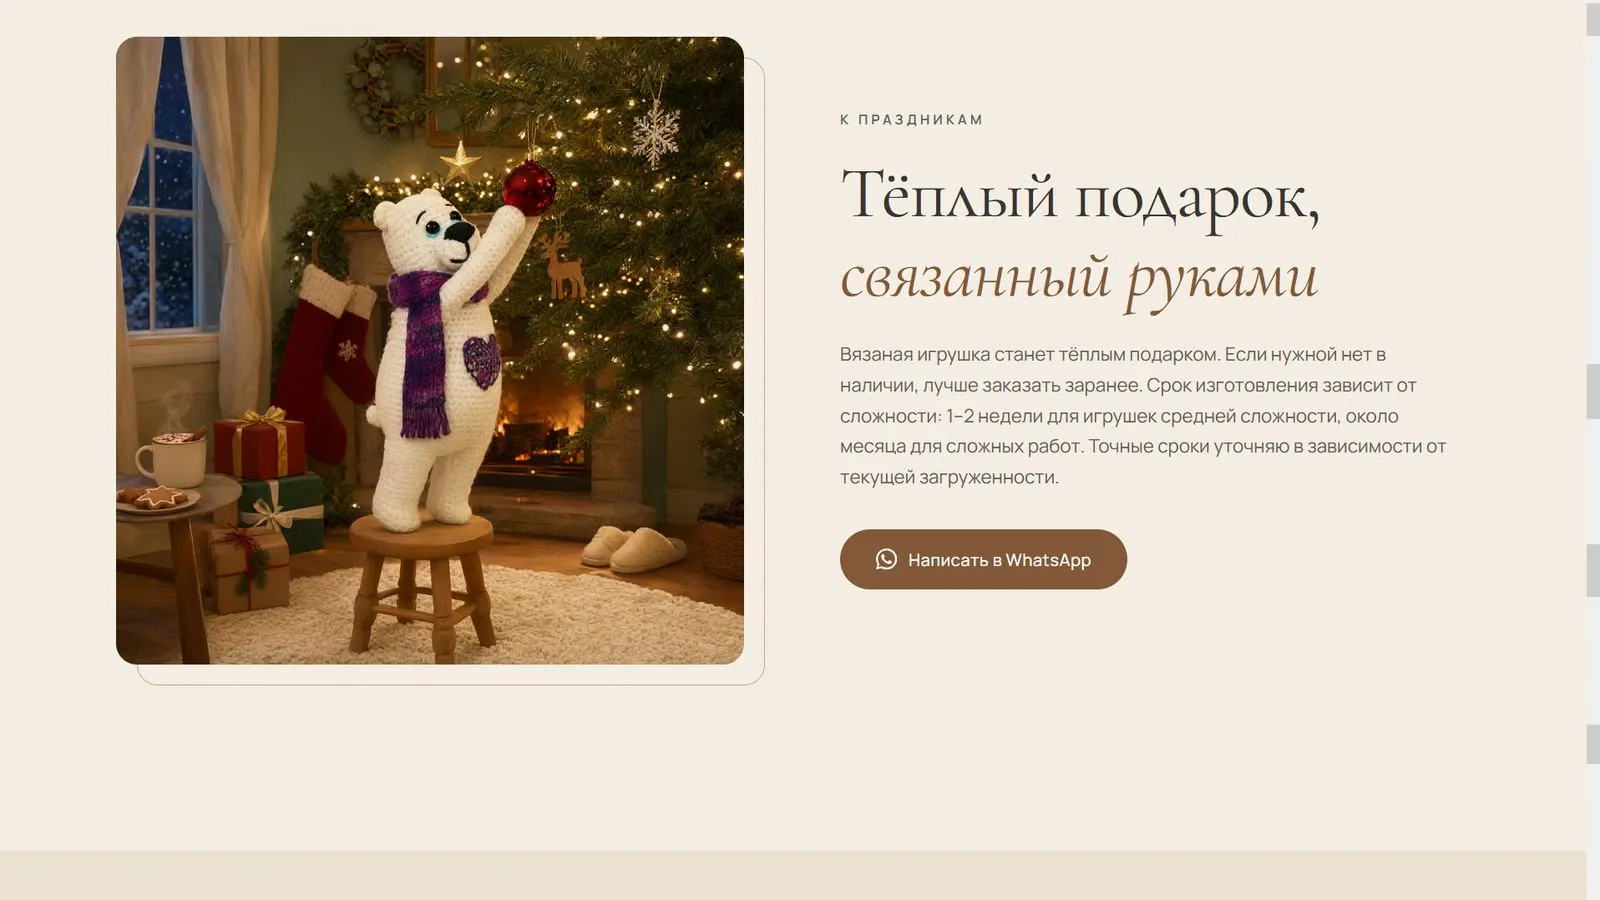 К ПРАЗДНИКАМ
Тёплый подарок,
связанный руками
Вязаная игрушка станет тёплым подарком. Если нужной нет в
наличии, лучше заказать заранее. Срок изготовления зависит от
сложности: 1–2 недели для игрушек средней сложности, около
месяца для сложных работ. Точные сроки уточняю в зависимости от
текущей загруженности.
Написать в WhatsApp